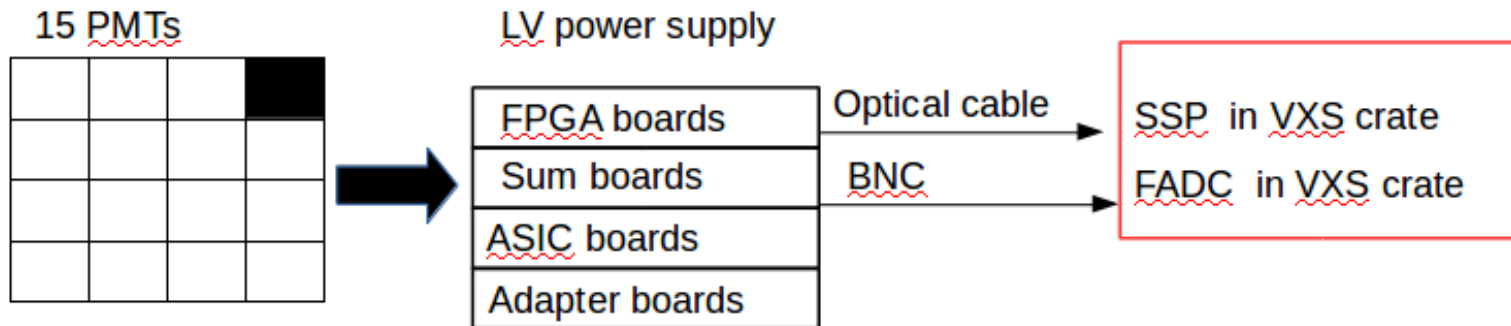 15 PMTs
LV power supply
FPGA boards
Sum boards
ASIC boards
Adapter boards
Optical cable
BNC
SSP in VXS crate
FADC in VXS crate